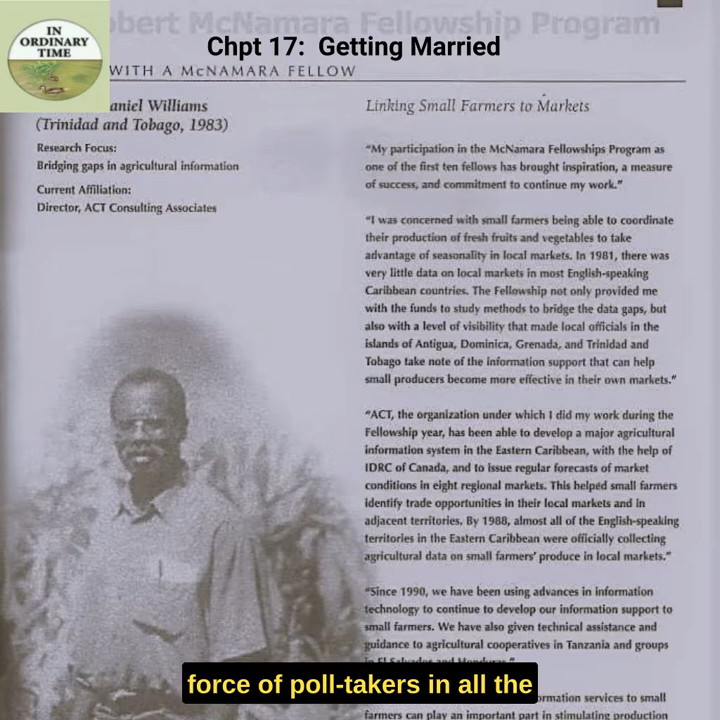 IN
ORDINARY
TIME
obert McNamara Fellowship Program
Chpt 17: Getting Married
WITH A McNAMARA FELLOW
aniel Williams
(Trinidad and Tobago, 1983)
Research Focus:
Bridging gaps in agricultural information
Current Affiliation:
Director, ACT Consulting Associates
Linking Small Farmers to Markets
"My participation in the McNamara Fellowships Program as
one of the first ten fellows has brought inspiration, a measure
of success, and commitment to continue my work."
"I was concerned with small farmers being able to coordinate
their production of fresh fruits and vegetables to take
advantage of seasonality in local markets. In 1981, there was
very little data on local markets in most English-speaking
Caribbean countries. The Fellowship not only provided me
with the funds to study methods to bridge the data gaps, but
also with a level of visibility that made local officials in the
islands of Antigua, Dominica, Grenada, and Trinidad and
Tobago take note of the information support that can help
small producers become more effective in their own markets."
"ACT, the organization under which I did my work during the
Fellowship year, has been able to develop a major agricultural
information system in the Eastern Caribbean, with the help of
IDRC of Canada, and to issue regular forecasts of market
conditions in eight regional markets. This helped small farmers
identify trade opportunities in their local markets and in
adjacent territories. By 1988, almost all of the English-speaking
territories in the Eastern Caribbean were officially collecting
agricultural data on small farmers' produce in local markets."
"Since 1990, we have been using advances in information
technology to continue to develop our information support to
small farmers. We have also given technical assistance and
guidance to agricultural cooperatives in Tanzania and groups
in El Salvador and Honduras."
force of poll-takers in all the
ormation services to small
farmers can play an important part in stimulating production